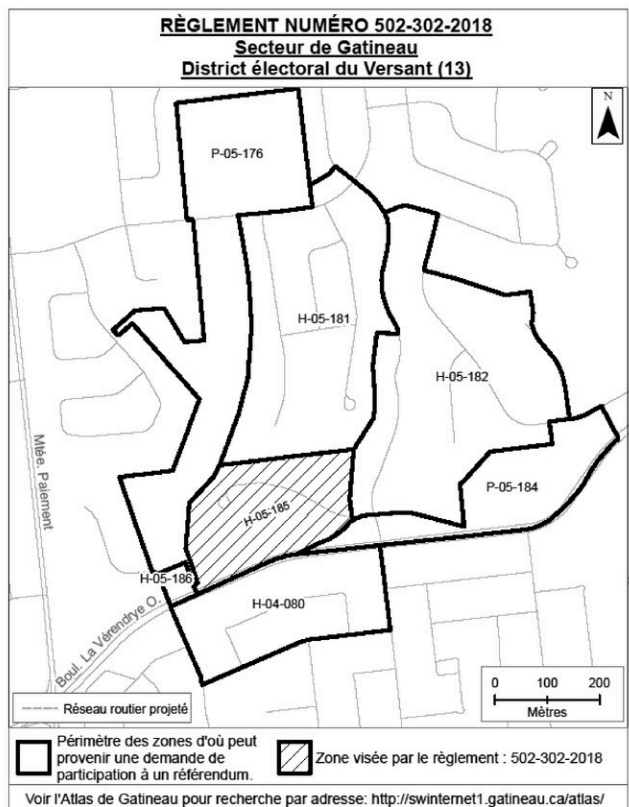 RÈGLEMENT NUMÉRO 502-302-2018
Secteur de Gatineau
District électoral du Versant (13)
N
P-05-176
H-05-181
H-05-182
Mtée. Paiement
P-05-184
H-05-185
H-05-186
H-04-080
Boul. La Vérendrye O.
0 100 200
Mètres
Réseau routier projeté
Périmètre des zones d'où peut
provenir une demande de
participation à un référendum.
Zone visée par le règlement : 502-302-2018
Voir l'Atlas de Gatineau pour recherche par adresse: http://swinternet1.gatineau.ca/atlas/